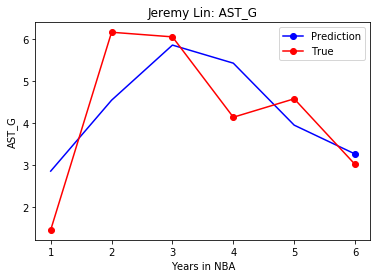 Jeremy Lin: AST_G
Prediction
True
6
5
4
3
2
AST_G
1 2 3 4 5 6
Years in NBA